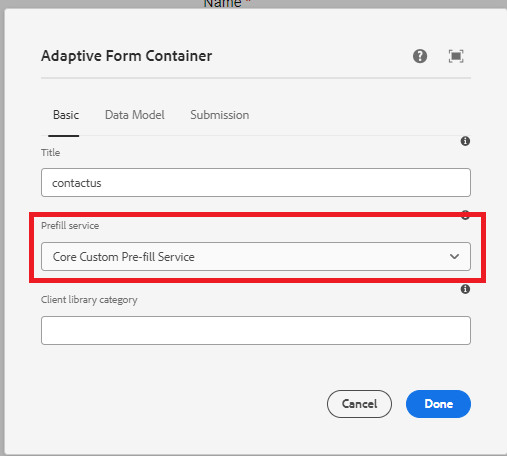 Name *
Adaptive Form Container
Basic Data Model Submission
Title
contactus
Prefill service
Core Custom Pre-fill Service
Client library category
Cancel Done